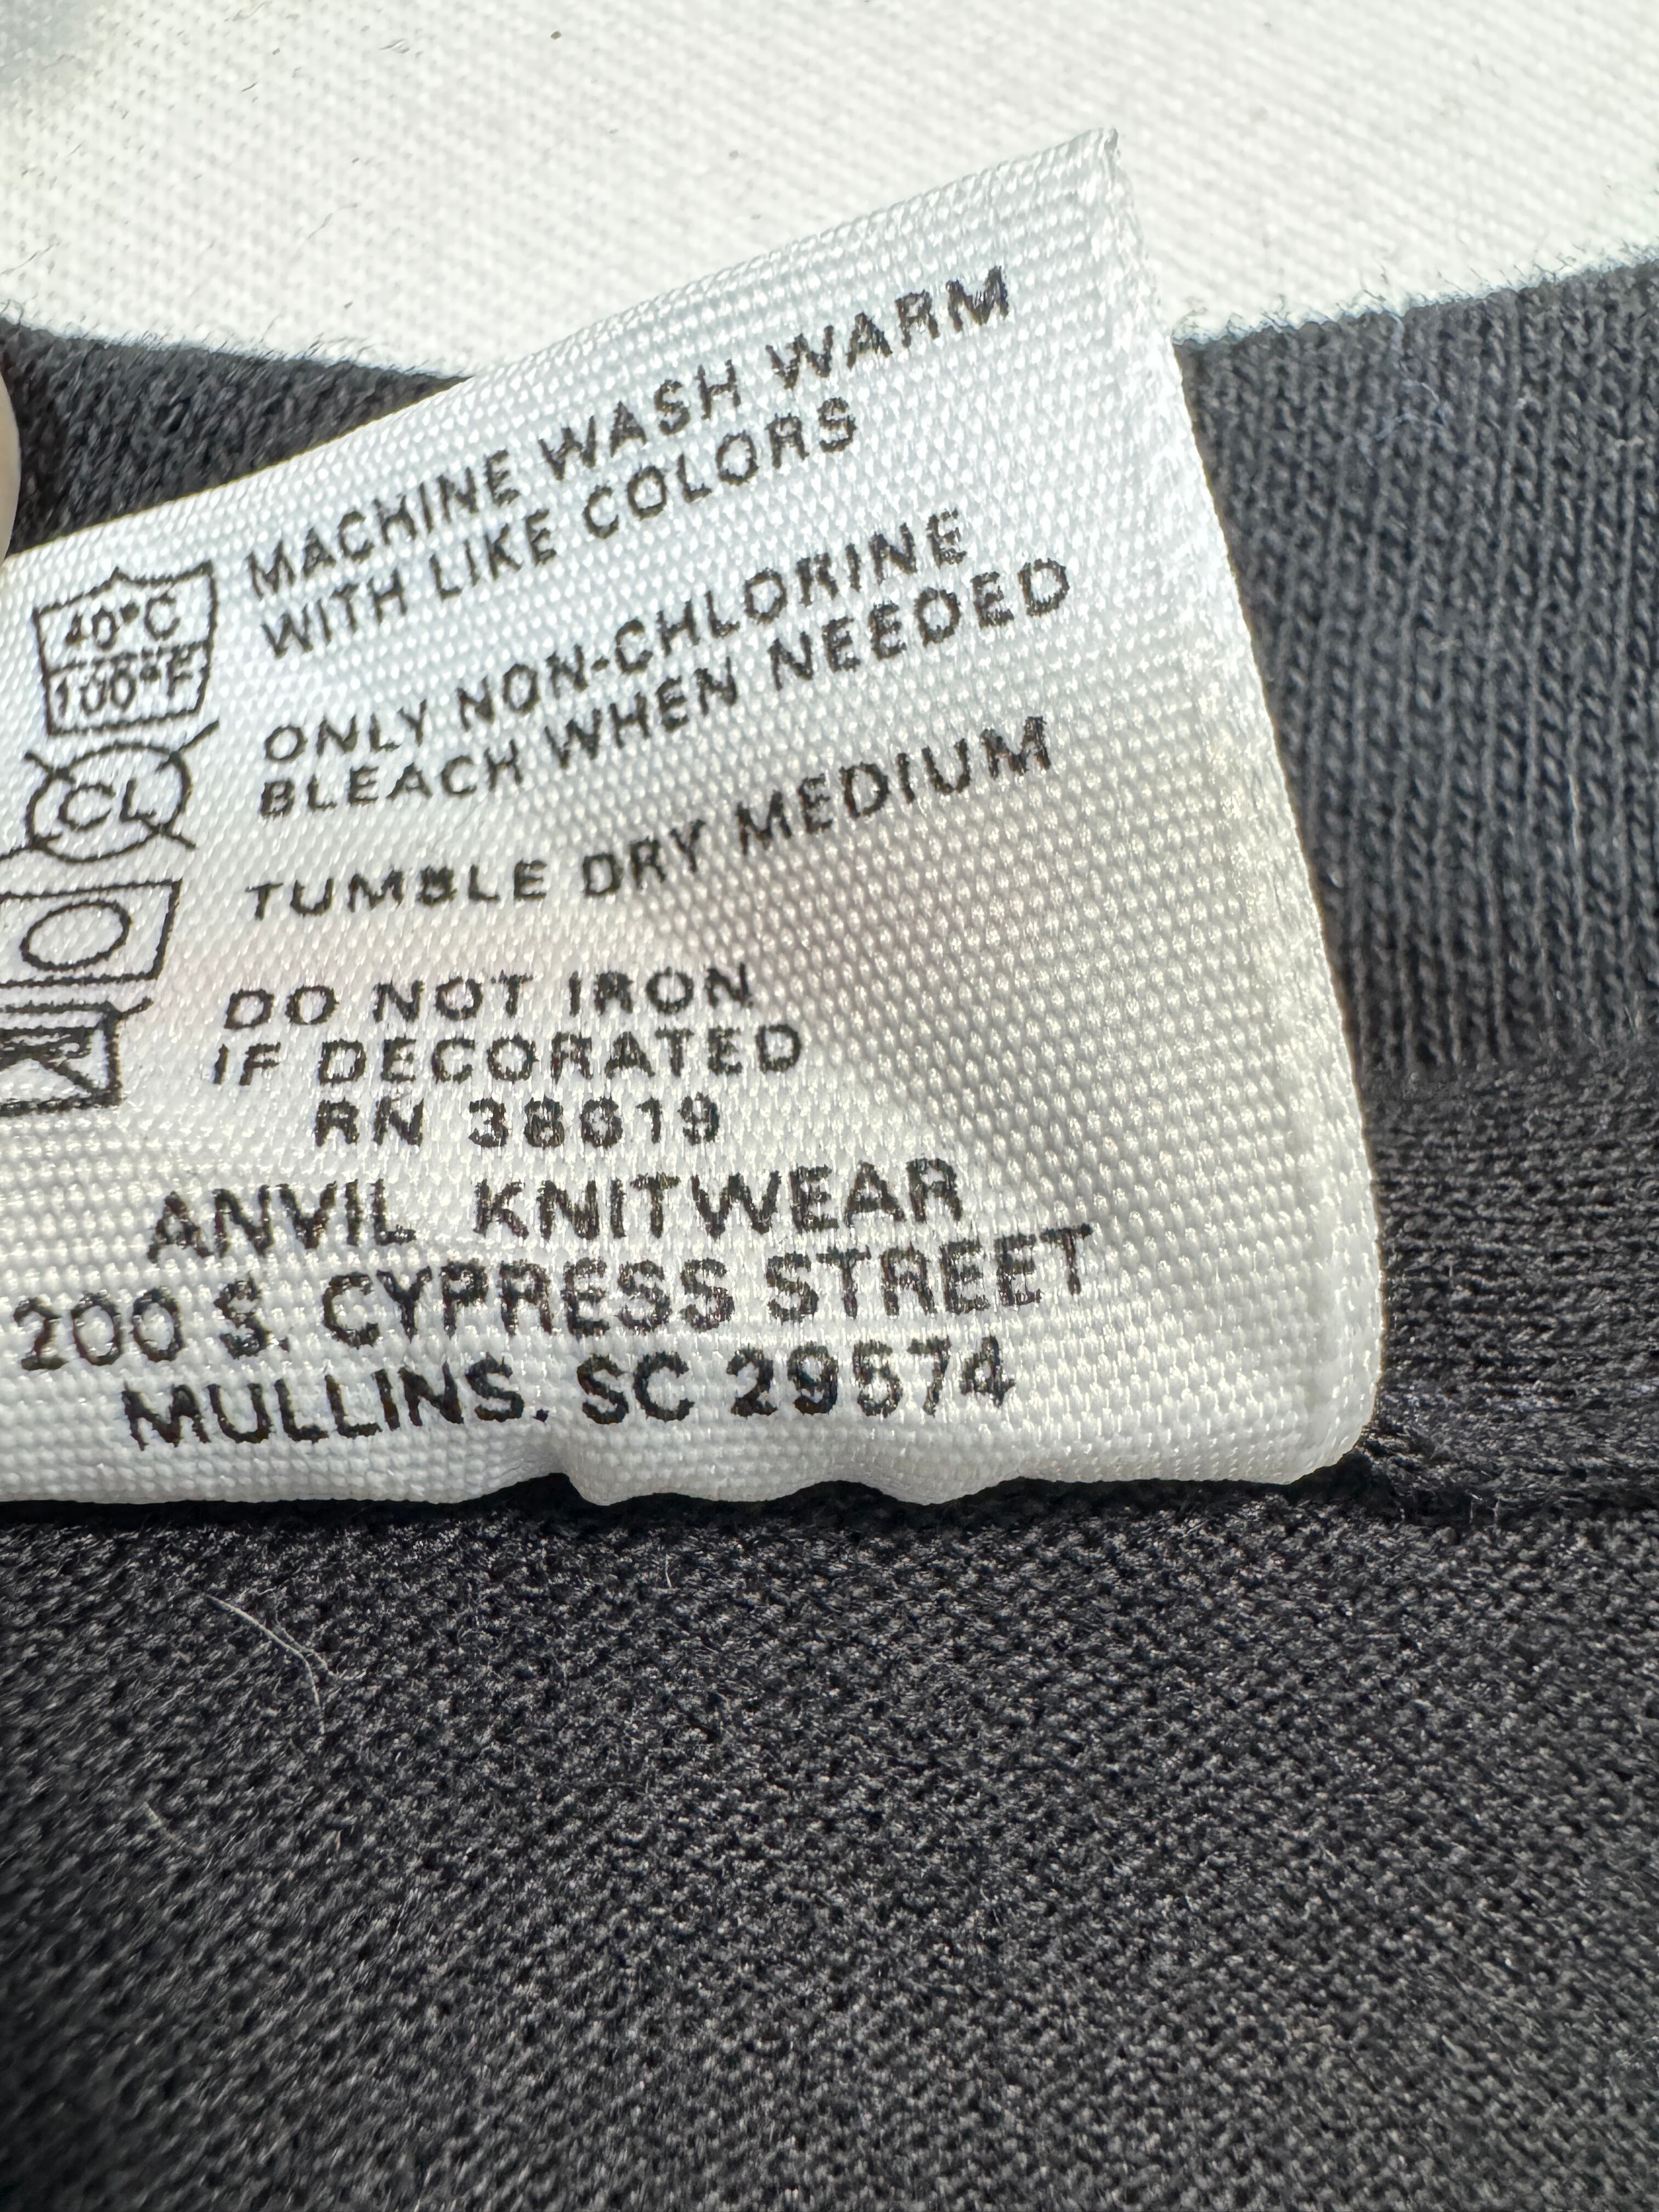 40°C
100°F
MACHINE WASH WARM
WITH LIKE COLORS
CL
ONLY NON-CHLORINE
BLEACH WHEN NEEDED
TUMBLE DRY MEDIUM
DO NOT IRON
IF DECORATED
RN 38619
ANVIL KNITWEAR
200 S. CYPRESS STREET
MULLINS. SC 29574